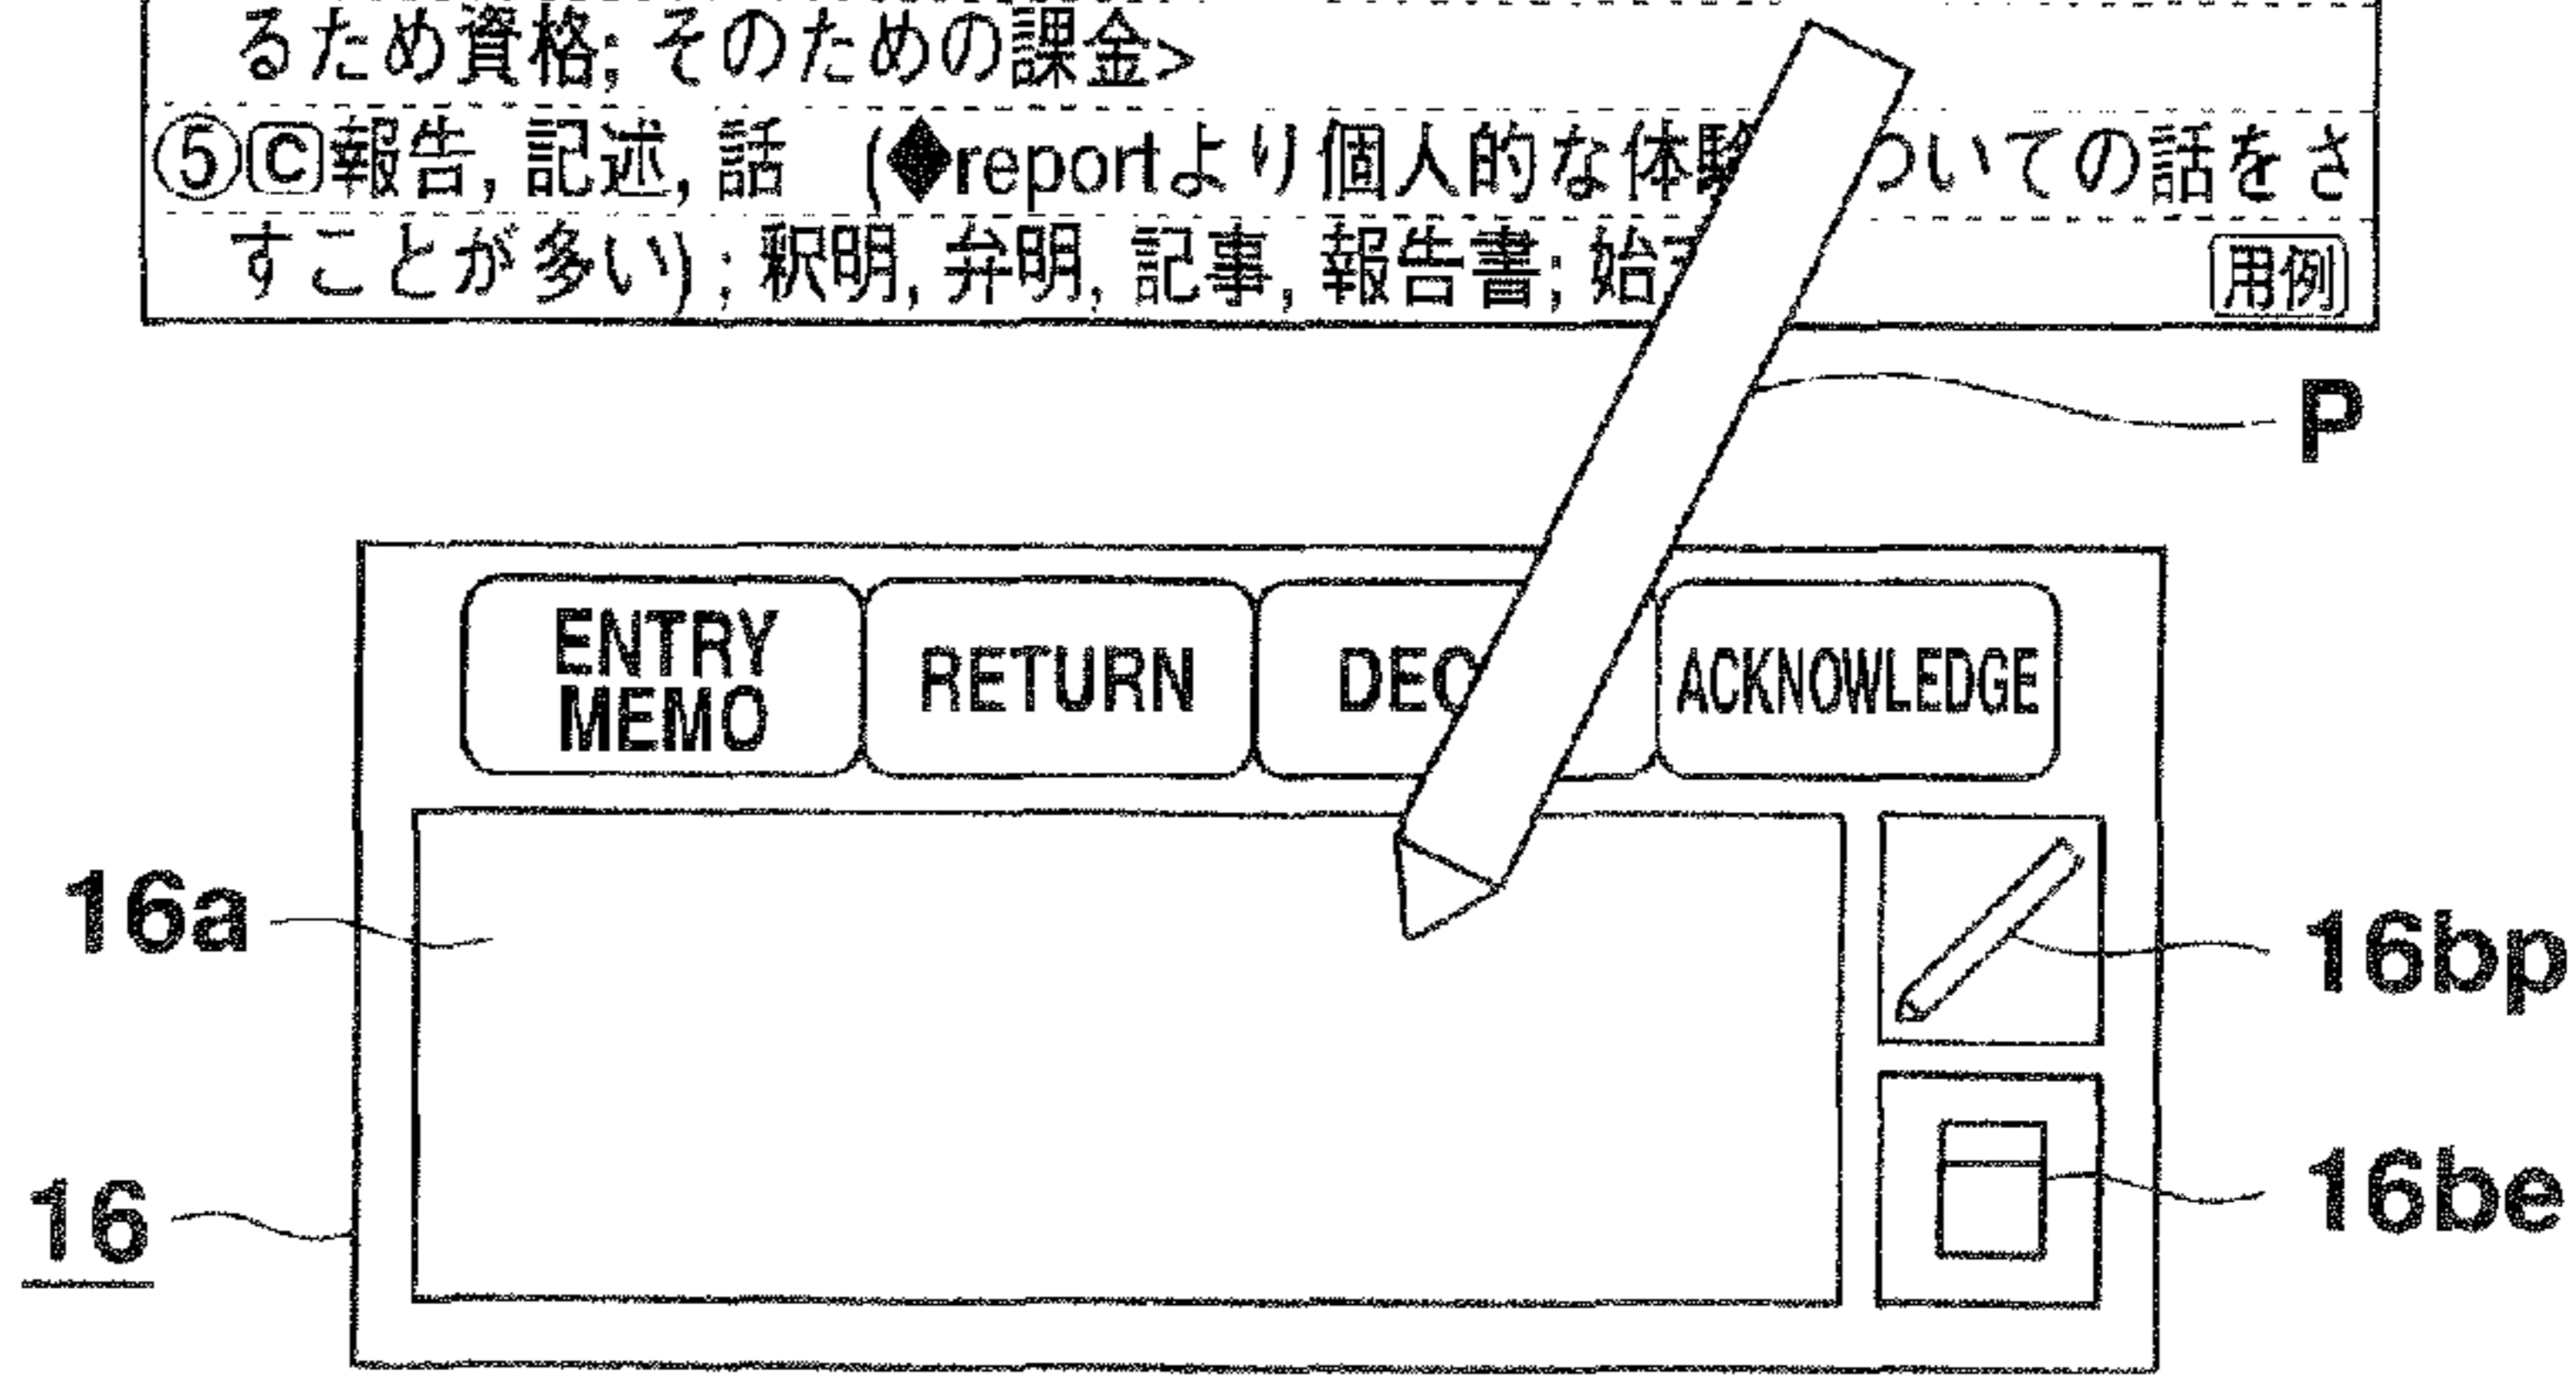 るため資格; そのための課金>
⑤C報告, 記述, 話 (◆reportより個人的な体験 ついての話をさ
すことが多い) ; 釈明, 弁明, 記事, 報告書; 始
用例
P
ENTRY
MEMO
RETURN
ACKNOWLEDGE
16a
16bp
16
16be